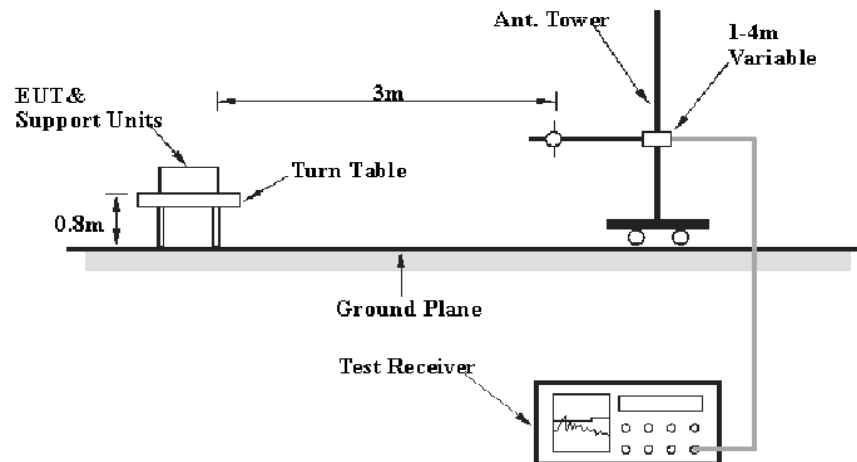 Ant. Tower
1-4m
Variable
3m
EUT&
Support Units
Turn Table
0.8m
Ground Plane
Test Receiver